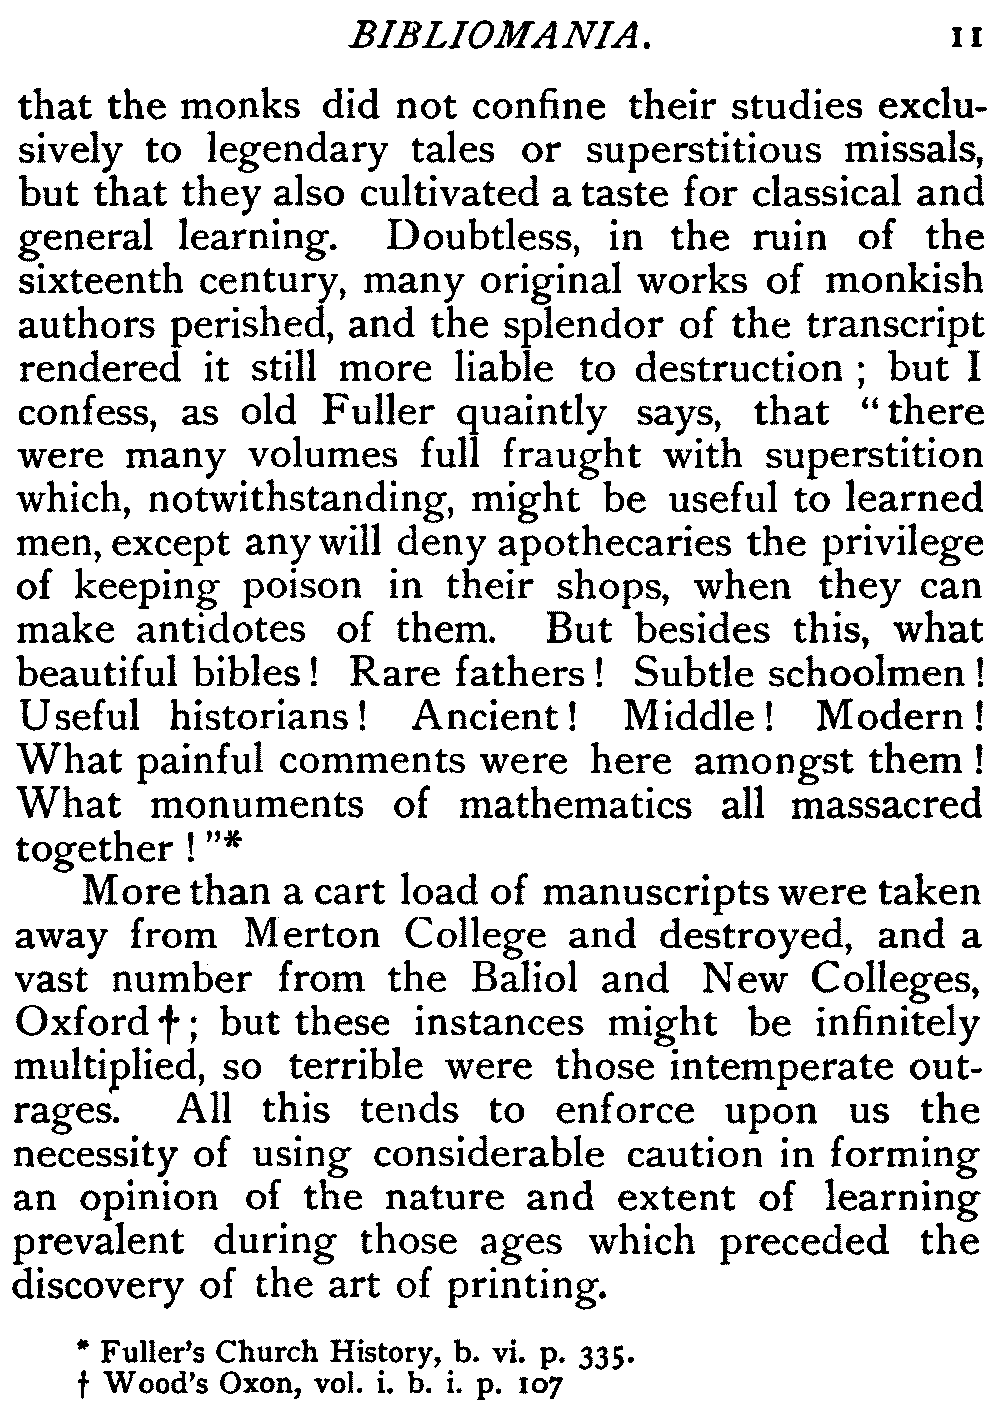 BIBLIOMANIA. 11
that the monks did not confine their studies exclu-
sively to legendary tales or superstitious missals,
but that they also cultivated a taste for classical and
general learning. Doubtless, in the ruin of the
sixteenth century, many original works of monkish
authors perished, and the splendor of the transcript
rendered it still more liable to destruction ; but I
confess, as old Fuller quaintly says, that “there
were many volumes full fraught with superstition
which, notwithstanding, might be useful to learned
men, except any will deny apothecaries the privilege
of keeping poison in their shops, when they can
make antidotes of them. But besides this, what
beautiful bibles! Rare fathers! Subtle schoolmen!
Useful historians! Ancient! Middle! Modern!
What painful comments were here amongst them!
What monuments of mathematics all massacred
together!”*
More than a cart load of manuscripts were taken
away from Merton College and destroyed, and a
vast number from the Baliol and New Colleges,
Oxford†; but these instances might be infinitely
multiplied, so terrible were those intemperate out-
rages. All this tends to enforce upon us the
necessity of using considerable caution in forming
an opinion of the nature and extent of learning
prevalent during those ages which preceded the
discovery of the art of printing.
* Fuller's Church History, b. vi. p. 335.
† Wood's Oxon, vol. i. b. i. p. 107